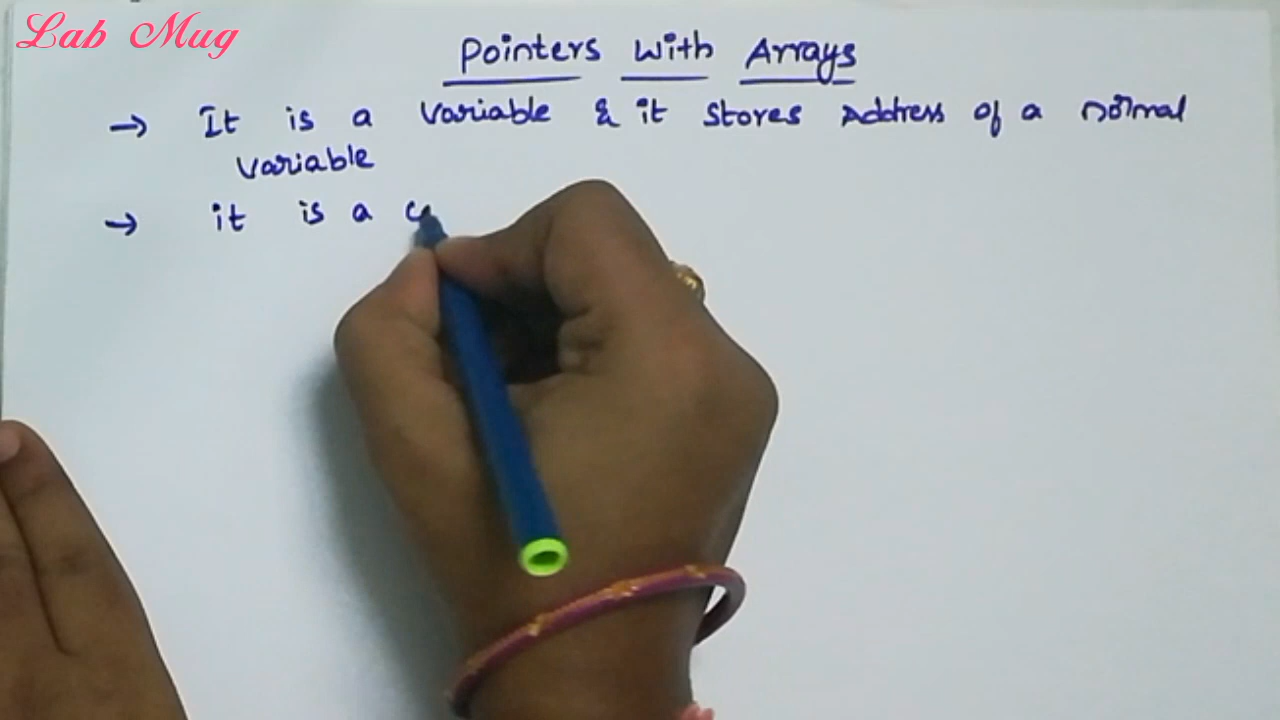 Lab Mug
Pointers with Arrays
→ It is a variable & it stores Address of a normal
variable
→ it is a